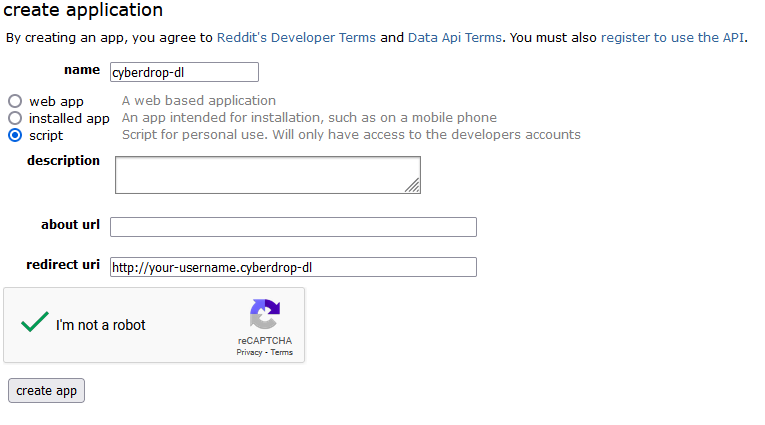 create application
By creating an app, you agree to Reddit's Developer Terms and Data Api Terms. You must also register to use the API.
name cyberdrop-dl
web app A web based application
installed app An app intended for installation, such as on a mobile phone
script Script for personal use. Will only have access to the developers accounts
description
about url
redirect uri http://your-username.cyberdrop-dl
I'm not a robot
reCAPTCHA
Privacy - Terms
create app